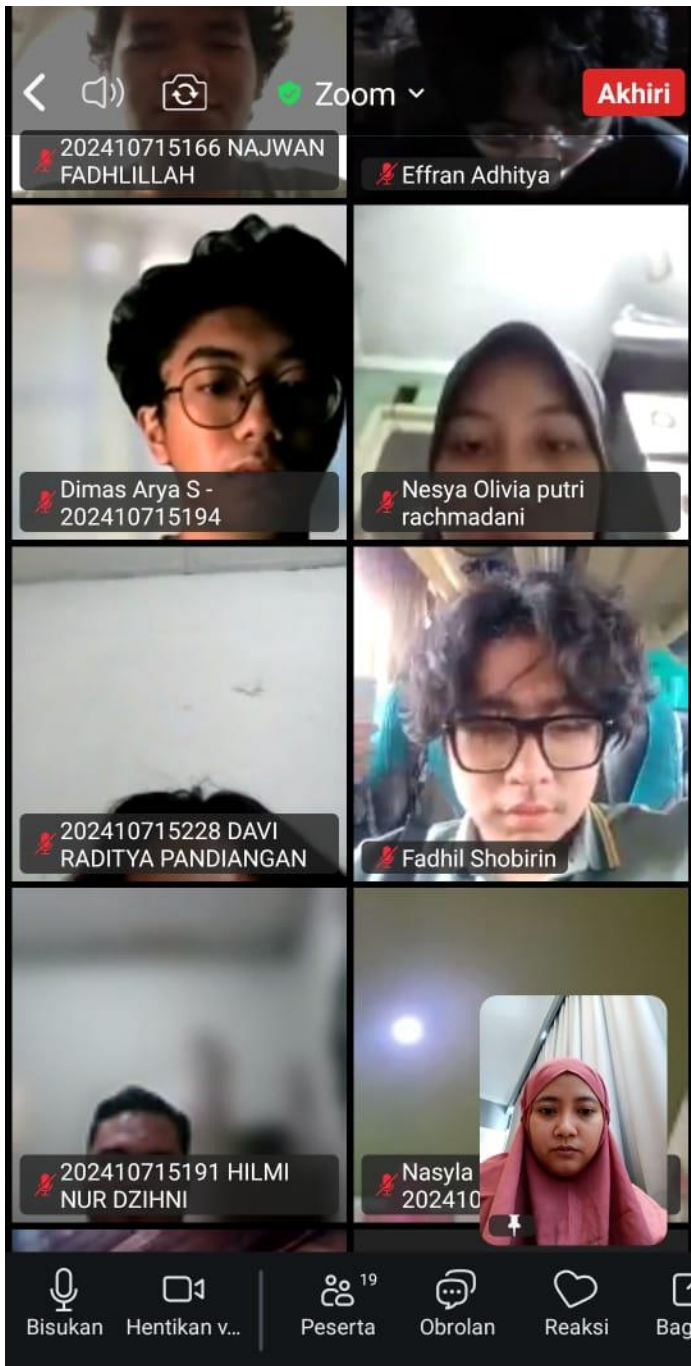 Zoom
Akhiri
202410715166 NAJWAN
FADHLILLAH
Effran Adhitya
Dimas Arya S -
202410715194
Nesya Olivia putri
rachmadani
202410715228 DAVI
RADITYA PANDIANGAN
Fadhil Shobirin
202410715191 HILMI
NUR DZIHNI
Nasyla
202410
19
Bisukan
Hentikan v...
Peserta
Obrolan
Reaksi
Bag